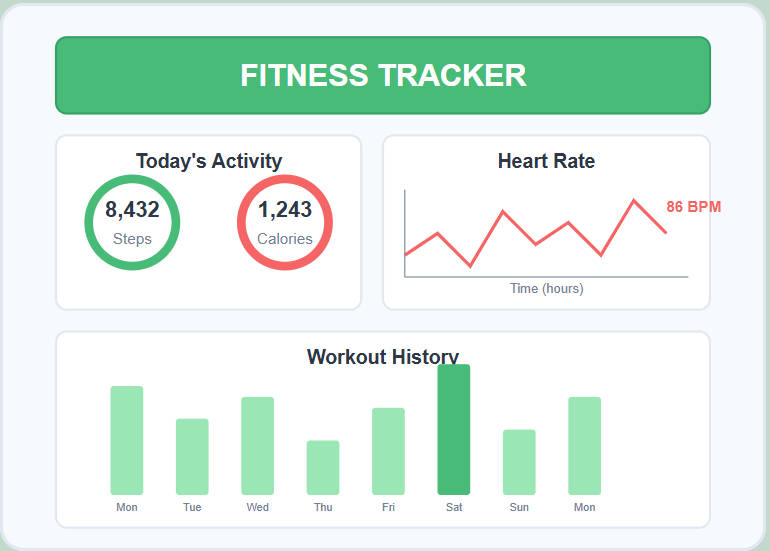 FITNESS TRACKER
Today's Activity
8,432
Steps
1,243
Calories
Heart Rate
86 BPM
Time (hours)
Workout History
Mon Tue Wed Thu Fri Sat Sun Mon